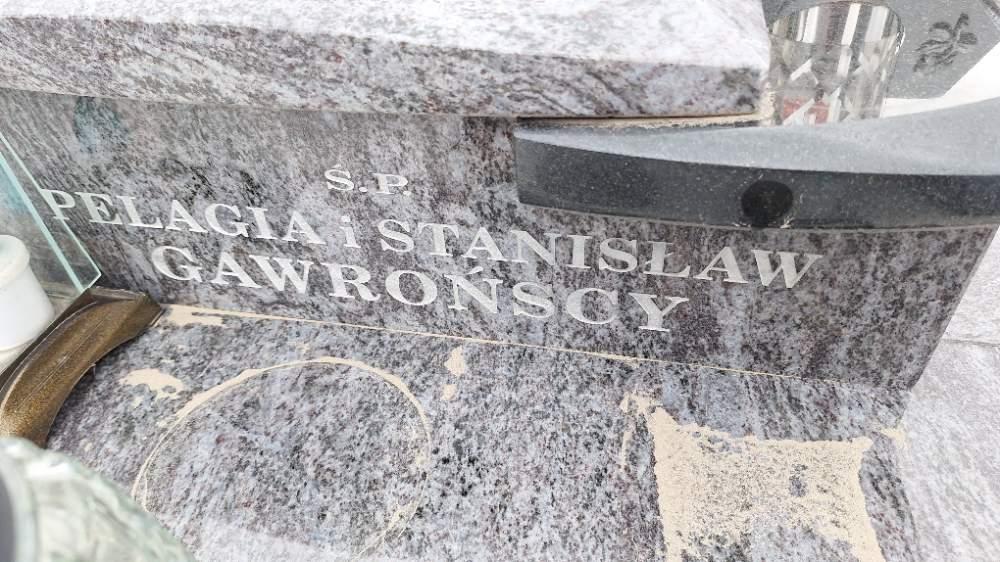 Ś.P.
PELAGIA i STANISŁAW
GAWROŃSCY